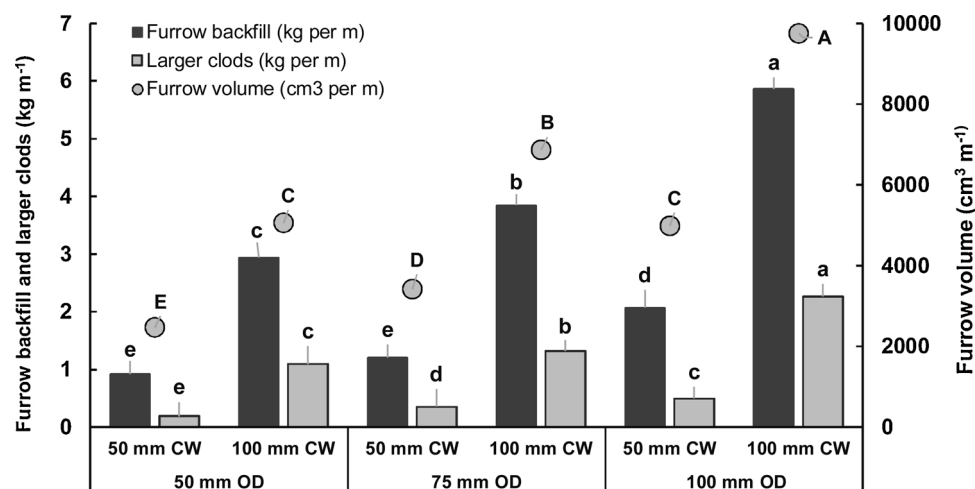 Furrow backfill and larger clods (kg m⁻¹)
7
6
5
4
3
2
1
0
Furrow backfill (kg per m)
Larger clods (kg per m)
Furrow volume (cm3 per m)
e
e
E
c
c
C
e
d
D
b
b
B
d
c
C
a
a
A
10000
8000
6000
4000
2000
0
Furrow volume (cm³ m⁻¹)
50 mm CW 100 mm CW 50 mm CW 100 mm CW 50 mm CW 100 mm CW
50 mm OD 75 mm OD 100 mm OD